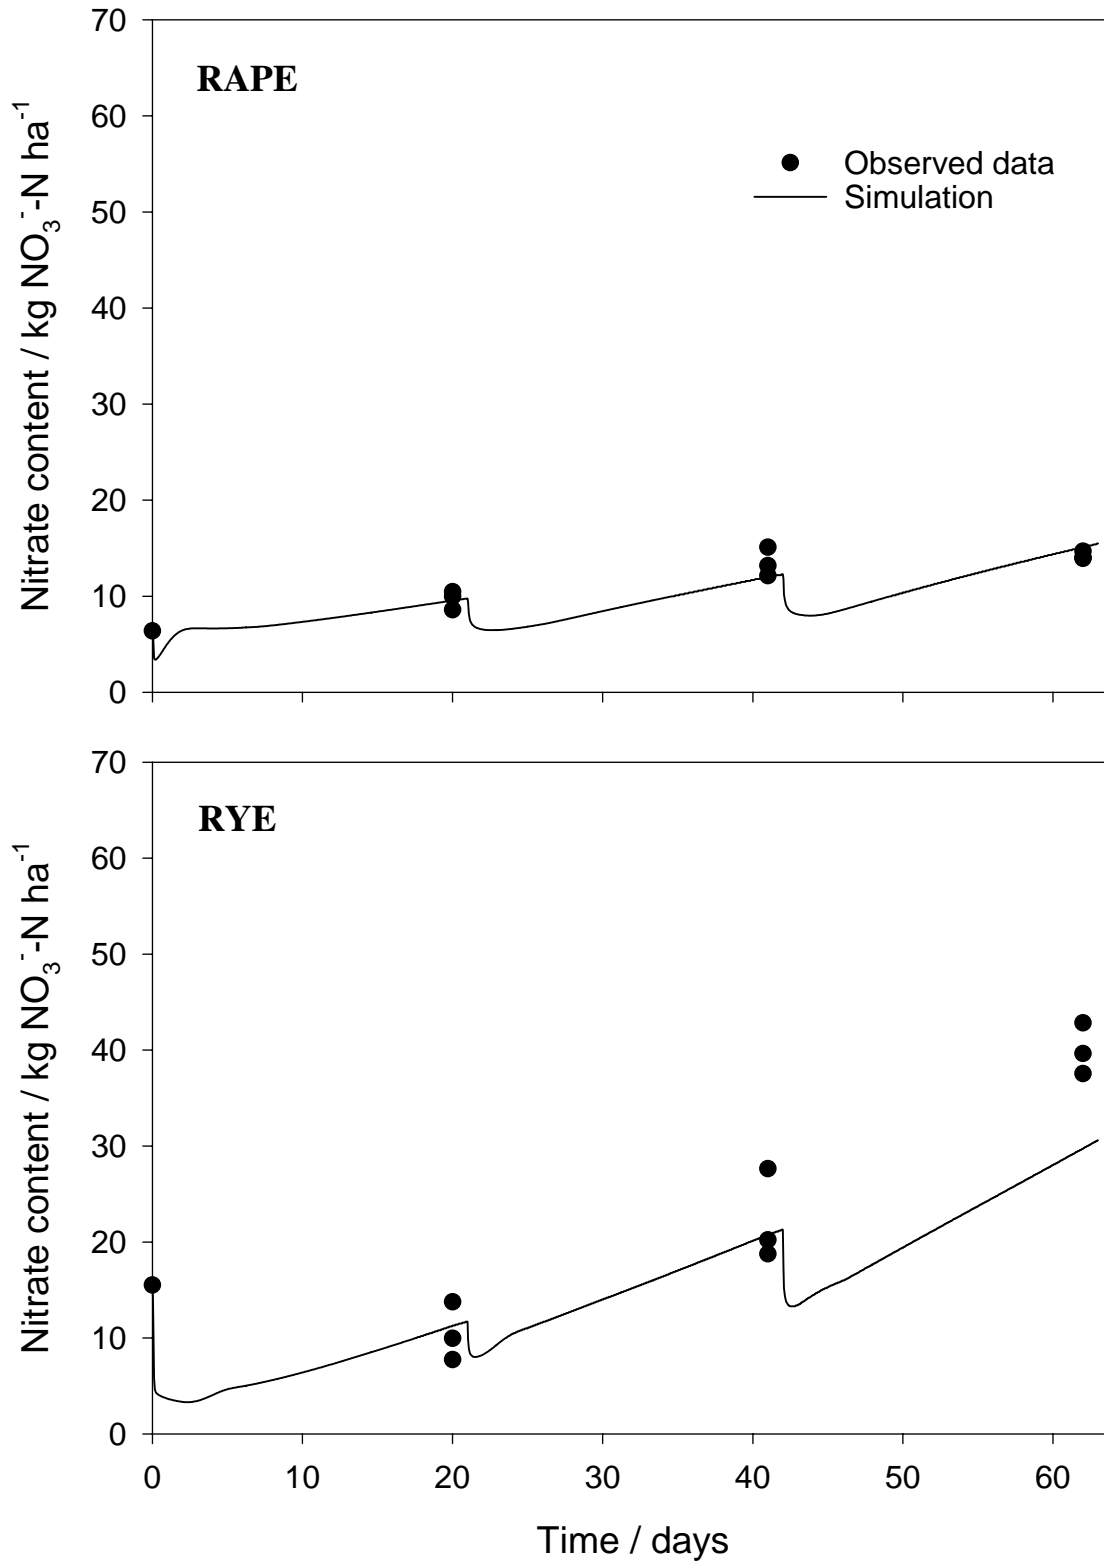 70
60
50
40
30
20
10
0
Nitrate content / kg NO₃⁻-N ha⁻¹
RAPE
Observed data
Simulation
70
60
50
40
30
20
10
0
Nitrate content / kg NO₃⁻-N ha⁻¹
RYE
0 10 20 30 40 50 60
Time / days